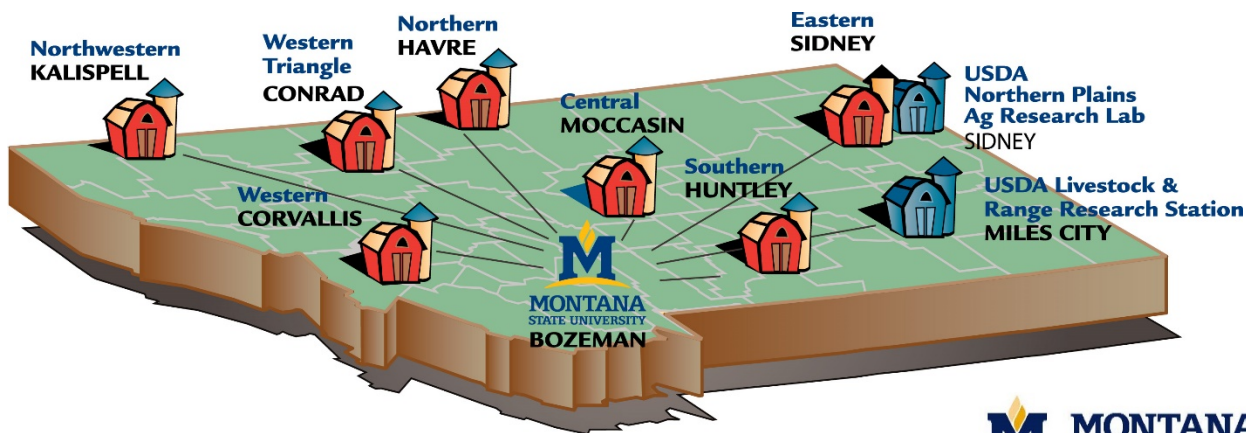 Northwestern
KALISPELL
Western
Triangle
CONRAD
Northern
HAVRE
Central
MOCCASIN
Eastern
SIDNEY
USDA
Northern Plains
Ag Research Lab
SIDNEY
Western
CORVALLIS
Southern
HUNTLEY
USDA Livestock &
Range Research Station
MILES CITY
M
MONTANA
STATE UNIVERSITY
BOZEMAN
M MONTANA